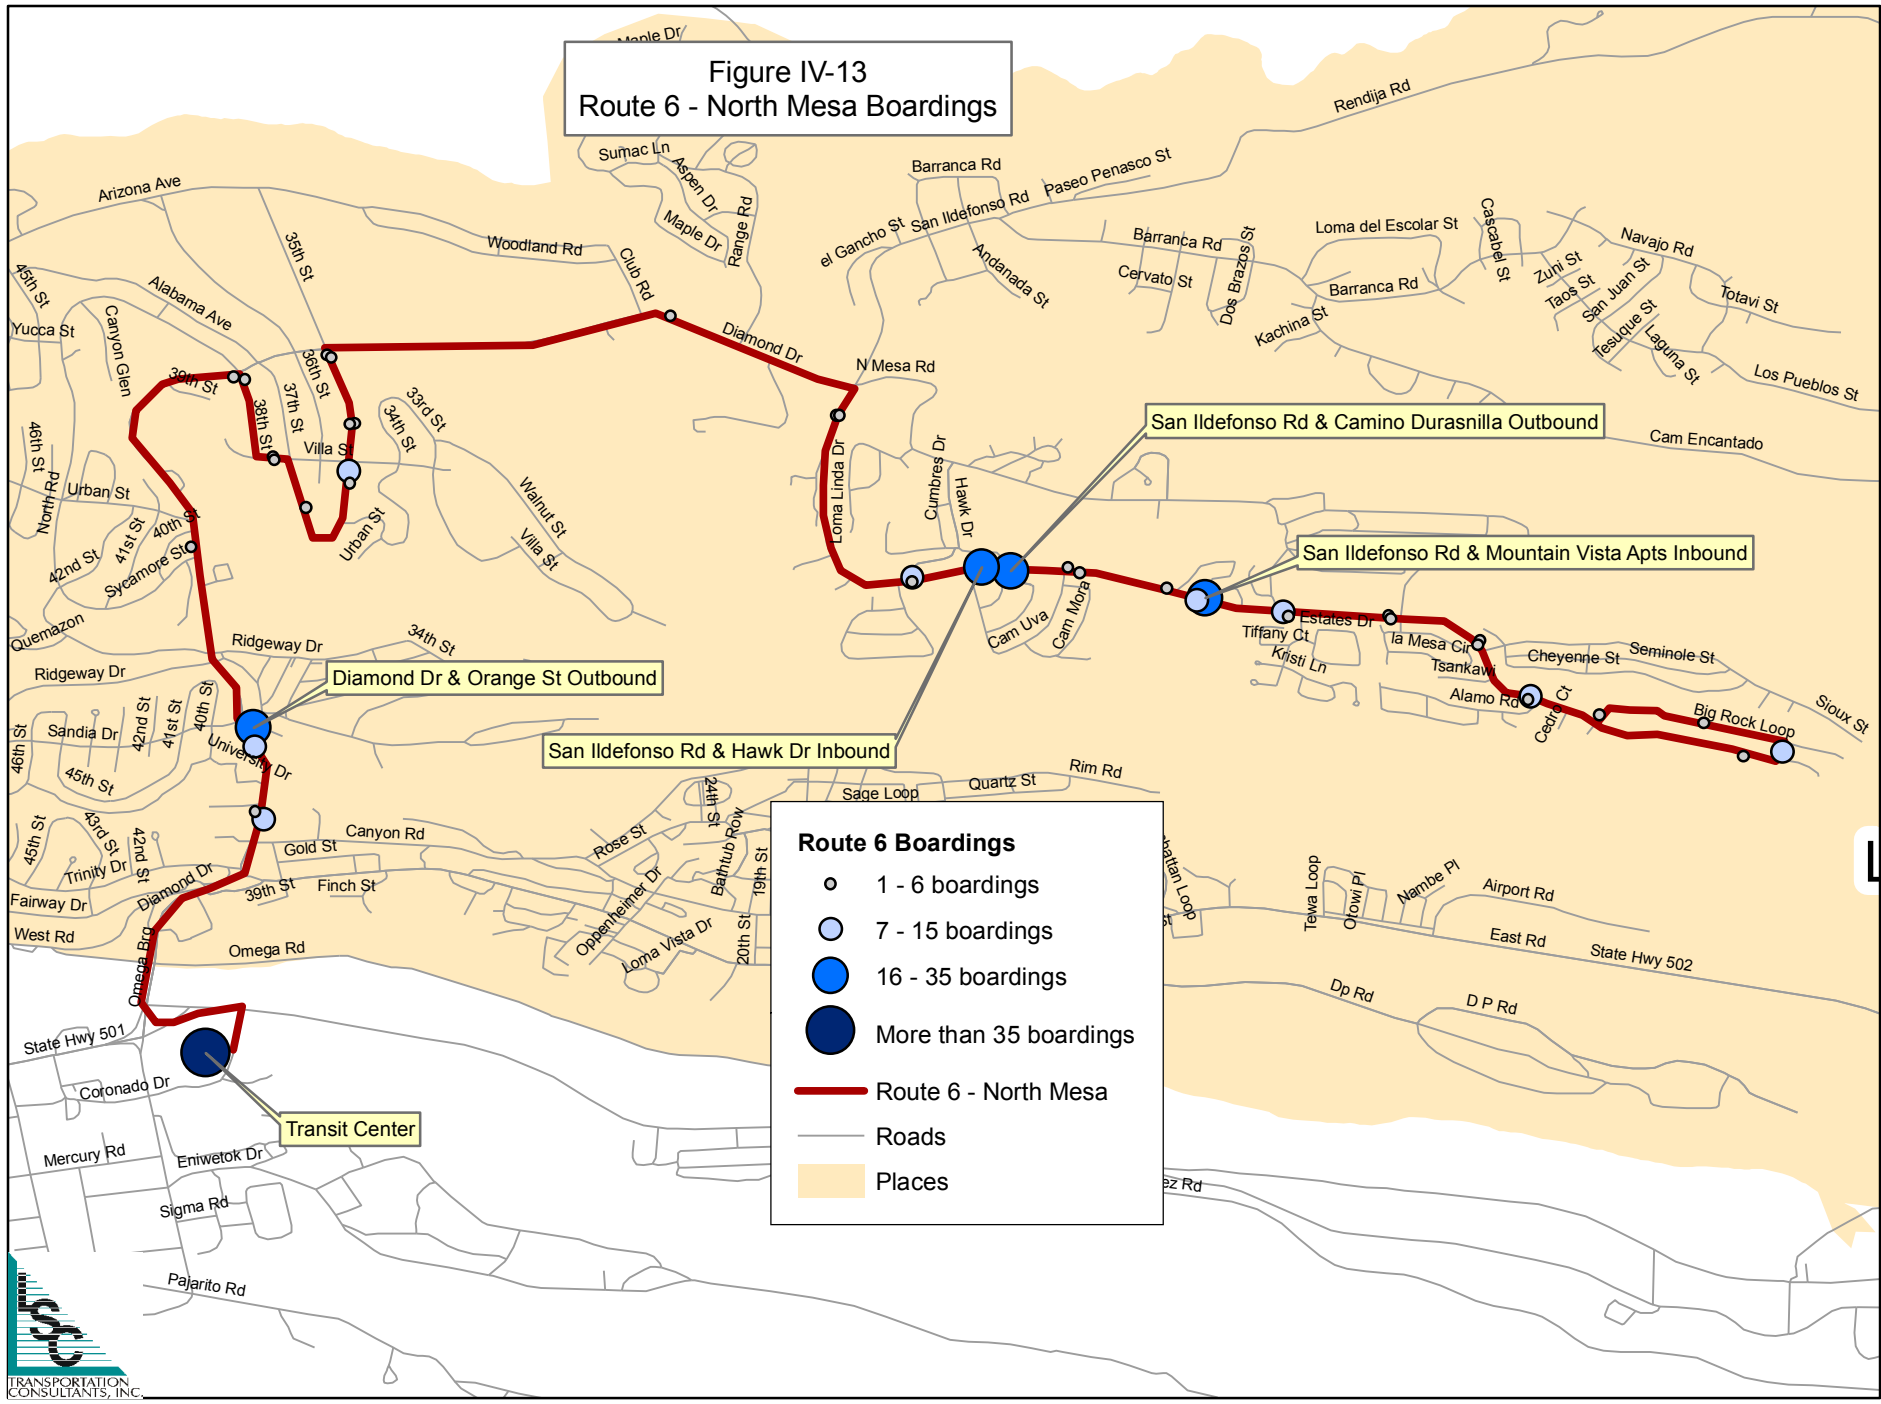 Maple Dr
Figure IV-13
Route 6 - North Mesa Boardings
Rendija Rd
Sumac Ln
Aspen Dr
Maple Dr
Range Rd
Barranca Rd
Paseo Penasco St
San Ildefonso Rd
el Gancho St
Andanada St
Arizona Ave
35th St
Woodland Rd
Club Rd
Barranca Rd
Cervato St
Dos Brazos St
Loma del Escolar St
Cascabel St
Navajo Rd
Zuni St
Taos St
San Juan St
Tesuque St
Laguna St
Totavi St
Barranca Rd
Kachina St
Los Pueblos St
45th St
Alabama Ave
Yucca St
Canyon Glen
39th St
36th St
37th St
38th St
33rd St
34th St
Villa St
Diamond Dr
N Mesa Rd
San Ildefonso Rd & Camino Durasnilla Outbound
Cam Encantado
46th St
North Rd
Urban St
40th St
41st St
42nd St
Sycamore St
Urban St
Walnut St
Villa St
Loma Linda Dr
Cumbres Dr
Hawk Dr
San Ildefonso Rd & Mountain Vista Apts Inbound
Cam Uva
Cam Mora
Estates Dr
Tiffany Ct
Kristi Ln
la Mesa Cir
Tsankawi
Cheyenne St
Seminole St
Alamo Rd
Cedro Ct
Big Rock Loop
Sioux St
Quemazon
Ridgeway Dr
34th St
Ridgeway Dr
Diamond Dr & Orange St Outbound
San Ildefonso Rd & Hawk Dr Inbound
46th St
Sandia Dr
42nd St
41st St
40th St
University Dr
45th St
45th St
43rd St
42nd St
Trinity Dr
Diamond Dr
Fairway Dr
West Rd
Canyon Rd
Gold St
39th St
Finch St
Omega Brg
Omega Rd
Rose St
24th St
Bathtub Row
19th St
20th St
Oppenheimer Dr
Loma Vista Dr
Sage Loop
Quartz St
Rim Rd
Route 6 Boardings
1 - 6 boardings
7 - 15 boardings
16 - 35 boardings
More than 35 boardings
Route 6 - North Mesa
Roads
Places
hattan Loop
st
Tewa Loop
Otowi Pl
Nambe Pl
Airport Rd
East Rd
State Hwy 502
Dp Rd
D P Rd
L
ez Rd
State Hwy 501
Coronado Dr
Transit Center
Mercury Rd
Eniwetok Dr
Sigma Rd
Pajarito Rd
LSC
TRANSPORTATION
CONSULTANTS, INC.